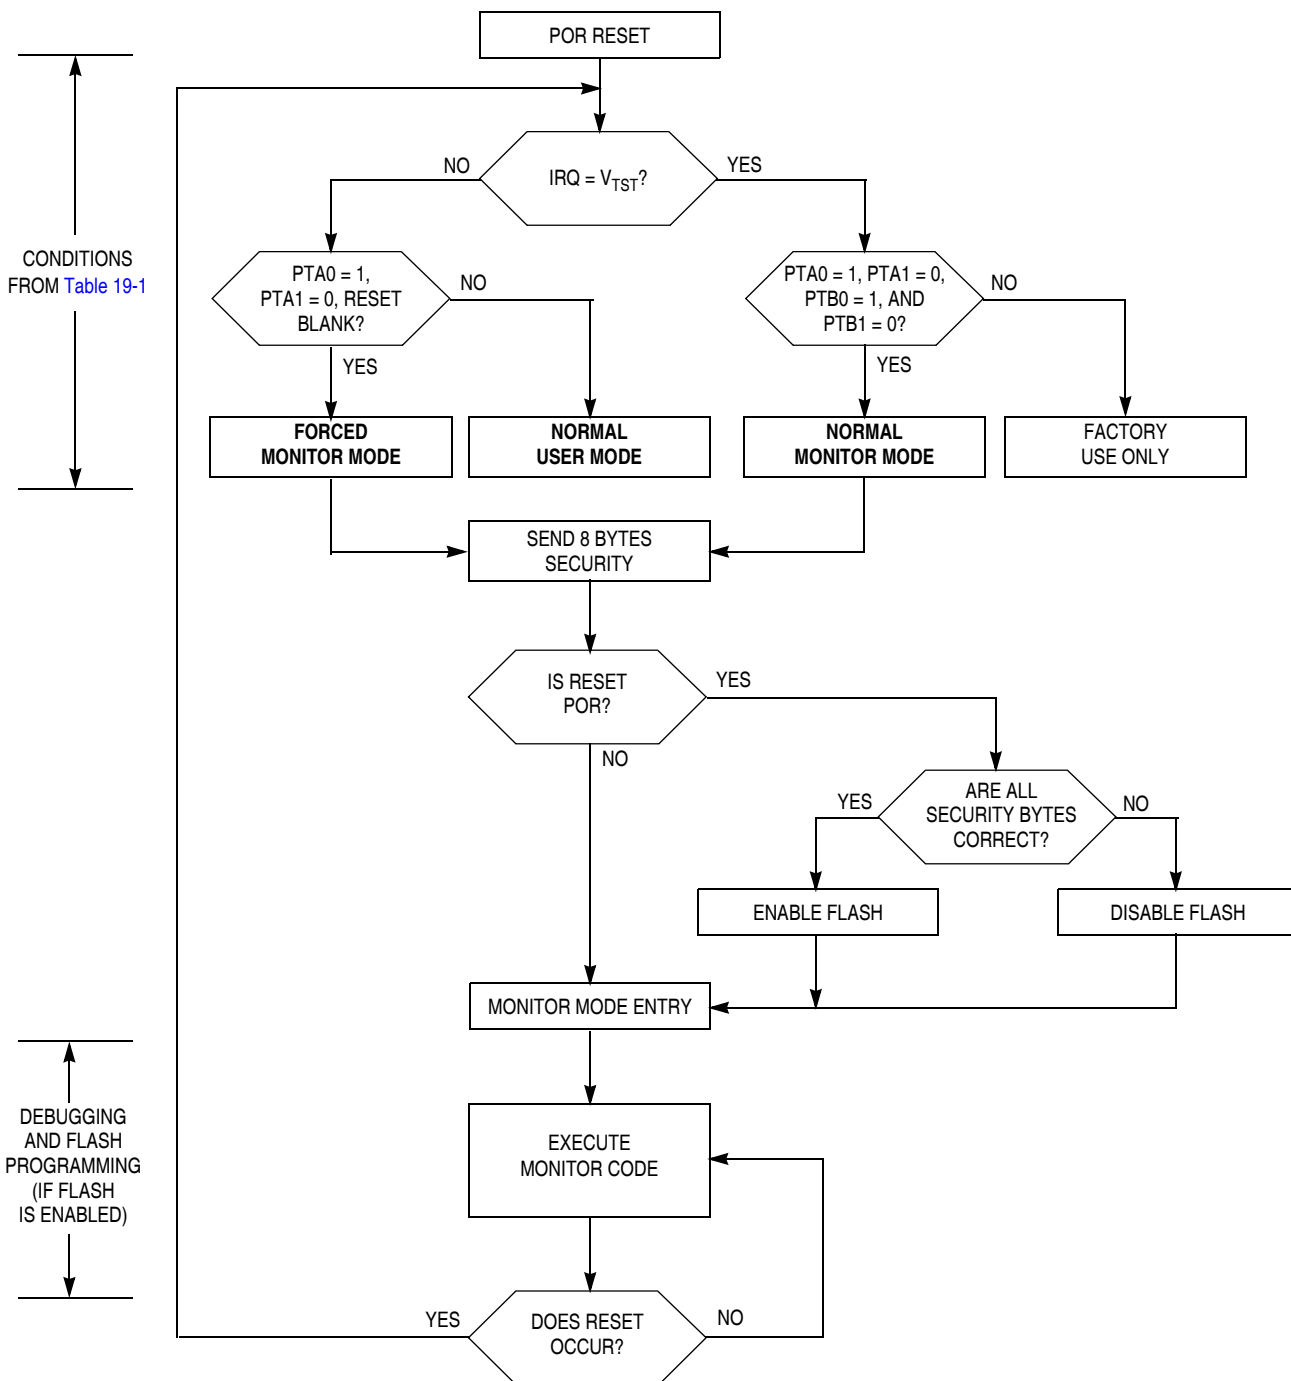 POR RESET
NO
YES
IRQ = VTST?
CONDITIONS
FROM Table 19-1
PTA0 = 1,
PTA1 = 0, RESET
BLANK?
NO
YES
PTA0 = 1, PTA1 = 0,
PTB0 = 1, AND
PTB1 = 0?
NO
YES
FORCED
MONITOR MODE
NORMAL
USER MODE
NORMAL
MONITOR MODE
FACTORY
USE ONLY
SEND 8 BYTES
SECURITY
IS RESET
POR?
YES
NO
ARE ALL
SECURITY BYTES
CORRECT?
YES
NO
ENABLE FLASH
DISABLE FLASH
MONITOR MODE ENTRY
DEBUGGING
AND FLASH
PROGRAMMING
(IF FLASH
IS ENABLED)
EXECUTE
MONITOR CODE
YES
DOES RESET
OCCUR?
NO